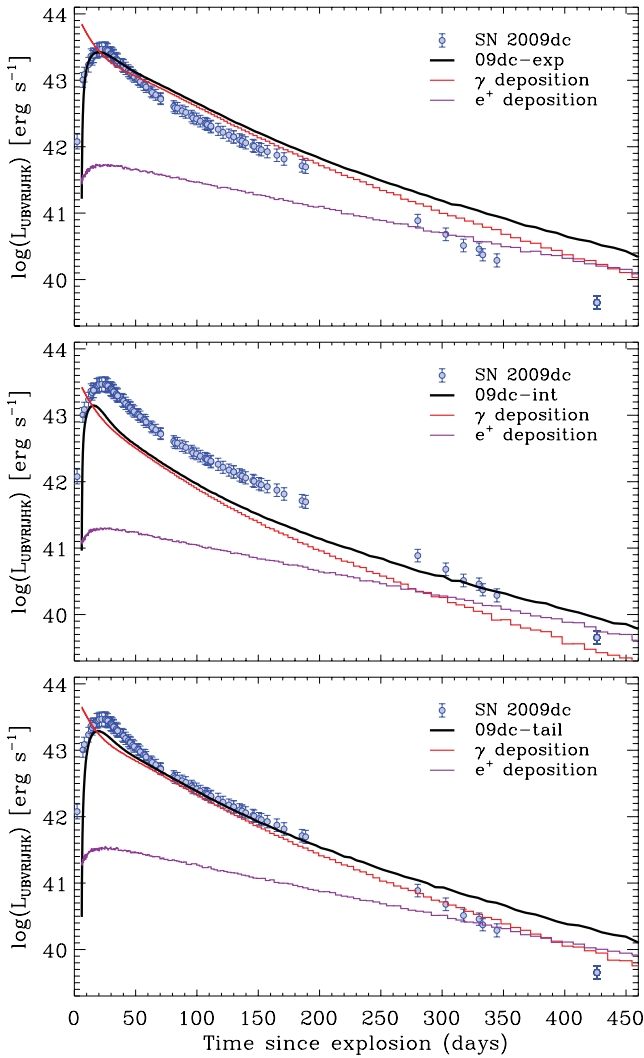 SN 2009dc
09dc-exp
γ deposition
e⁺ deposition
log(L_UBVRIJHK) [erg s⁻¹]
43
42
41
40
44
SN 2009dc
09dc-int
γ deposition
e⁺ deposition
log(L_UBVRIJHK) [erg s⁻¹]
44
43
42
41
40
SN 2009dc
09dc-tail
γ deposition
e⁺ deposition
log(L_UBVRIJHK) [erg s⁻¹]
44
43
42
41
40
0 50 100 150 200 250 300 350 400 450
Time since explosion (days)